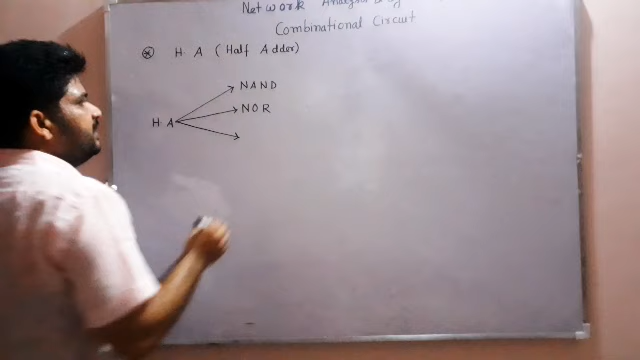 Network
Combinational Circuit
* H A (Half Adder)
NAND
NOR
H A